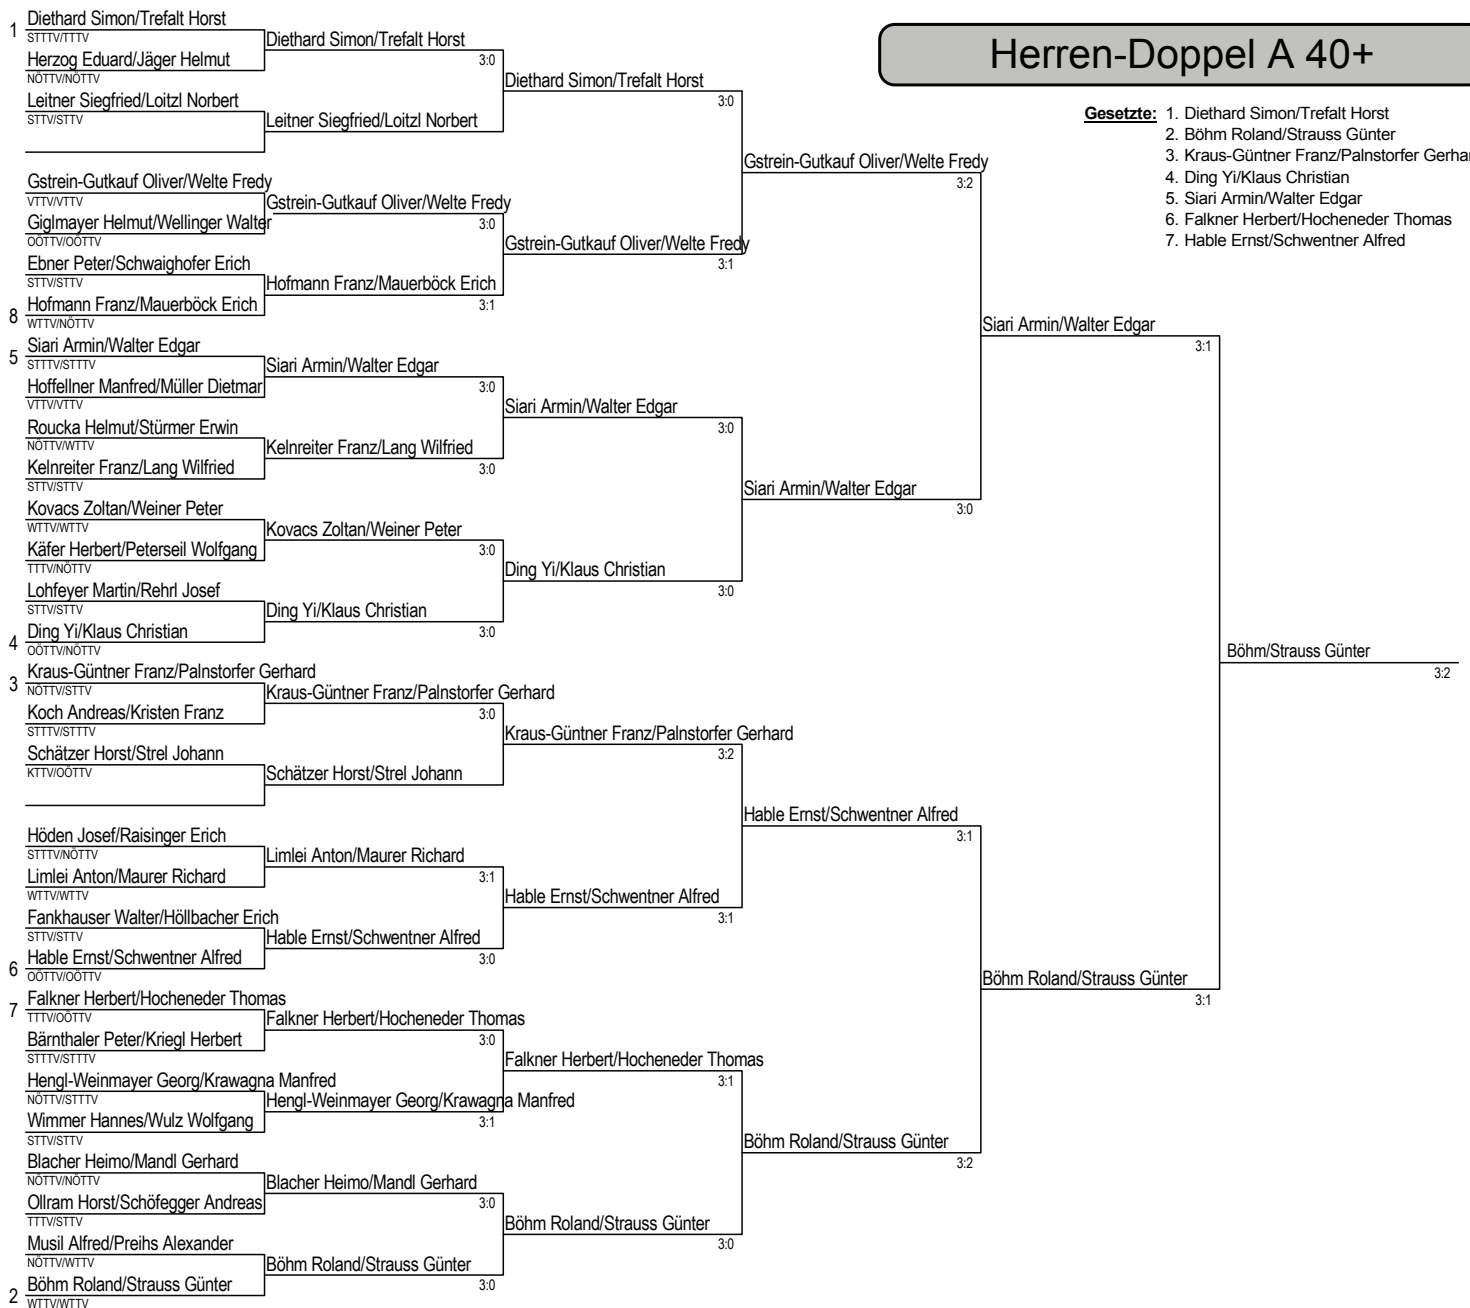 Herren-Doppel A 40+
Gesetzte: 1. Diethard Simon/Trefalt Horst
2. Böhm Roland/Strauss Günter
3. Kraus-Güntner Franz/Palnstorfer Gerhar
4. Ding Yi/Klaus Christian
5. Siari Armin/Walter Edgar
6. Falkner Herbert/Hocheneder Thomas
7. Hable Ernst/Schwentner Alfred
1 Diethard Simon/Trefalt Horst
STTTV/TTTV
Herzog Eduard/Jäger Helmut
NÖTTV/NÖTTV
Leitner Siegfried/Loitzl Norbert
STTV/STTV
Gstrein-Gutkauf Oliver/Welte Fredy
VTTV/VTTV
Giglmayer Helmut/Wellinger Walter
OÖTTV/OÖTTV
Ebner Peter/Schwaighofer Erich
STTV/STTV
8 Hofmann Franz/Mauerböck Erich
WTTV/NÖTTV
5 Siari Armin/Walter Edgar
STTTV/STTTV
Hoffellner Manfred/Müller Dietmar
VTTV/VTTV
Roucka Helmut/Stürmer Erwin
NÖTTV/WTTV
Kelnreiter Franz/Lang Wilfried
STTV/STTV
Kovacs Zoltan/Weiner Peter
WTTV/WTTV
Käfer Herbert/Peterseil Wolfgang
TTTV/NÖTTV
Lohfeyer Martin/Rehrl Josef
STTV/STTV
4 Ding Yi/Klaus Christian
OÖTTV/NÖTTV
3 Kraus-Güntner Franz/Palnstorfer Gerhard
NÖTTV/STTV
Koch Andreas/Kristen Franz
STTTV/STTTV
Schätzer Horst/Strel Johann
KTTV/OÖTTV
Höden Josef/Raisinger Erich
STTTV/NÖTTV
Limlei Anton/Maurer Richard
WTTV/WTTV
Fankhauser Walter/Höllbacher Erich
STTV/STTV
6 Hable Ernst/Schwentner Alfred
OÖTTV/OÖTTV
7 Falkner Herbert/Hocheneder Thomas
TTTV/OÖTTV
Bärnthaler Peter/Kriegl Herbert
STTTV/STTTV
Hengl-Weinmayer Georg/Krawagna Manfred
NÖTTV/STTTV
Wimmer Hannes/Wulz Wolfgang
STTV/STTV
Blacher Heimo/Mandl Gerhard
NÖTTV/NÖTTV
Ollram Horst/Schöfegger Andreas
TTTV/STTV
Musil Alfred/Preihs Alexander
NÖTTV/WTTV
2 Böhm Roland/Strauss Günter
WTTV/WTTV
Diethard Simon/Trefalt Horst
3:0
Leitner Siegfried/Loitzl Norbert
Gstrein-Gutkauf Oliver/Welte Fredy
3:0
Hofmann Franz/Mauerböck Erich
3:1
Siari Armin/Walter Edgar
3:0
Kelnreiter Franz/Lang Wilfried
3:0
Kovacs Zoltan/Weiner Peter
3:0
Ding Yi/Klaus Christian
3:0
Kraus-Güntner Franz/Palnstorfer Gerhard
3:0
Schätzer Horst/Strel Johann
Limlei Anton/Maurer Richard
3:1
Hable Ernst/Schwentner Alfred
3:0
Falkner Herbert/Hocheneder Thomas
3:0
Hengl-Weinmayer Georg/Krawagna Manfred
3:1
Blacher Heimo/Mandl Gerhard
3:0
Böhm Roland/Strauss Günter
3:0
Diethard Simon/Trefalt Horst
3:0
Gstrein-Gutkauf Oliver/Welte Fredy
3:1
Siari Armin/Walter Edgar
3:0
Ding Yi/Klaus Christian
3:0
Kraus-Güntner Franz/Palnstorfer Gerhard
3:2
Hable Ernst/Schwentner Alfred
3:1
Falkner Herbert/Hocheneder Thomas
3:1
Böhm Roland/Strauss Günter
3:0
Gstrein-Gutkauf Oliver/Welte Fredy
3:2
Siari Armin/Walter Edgar
3:0
Hable Ernst/Schwentner Alfred
3:1
Böhm Roland/Strauss Günter
3:2
Siari Armin/Walter Edgar
3:1
Böhm Roland/Strauss Günter
3:1
Böhm/Strauss Günter
3:2